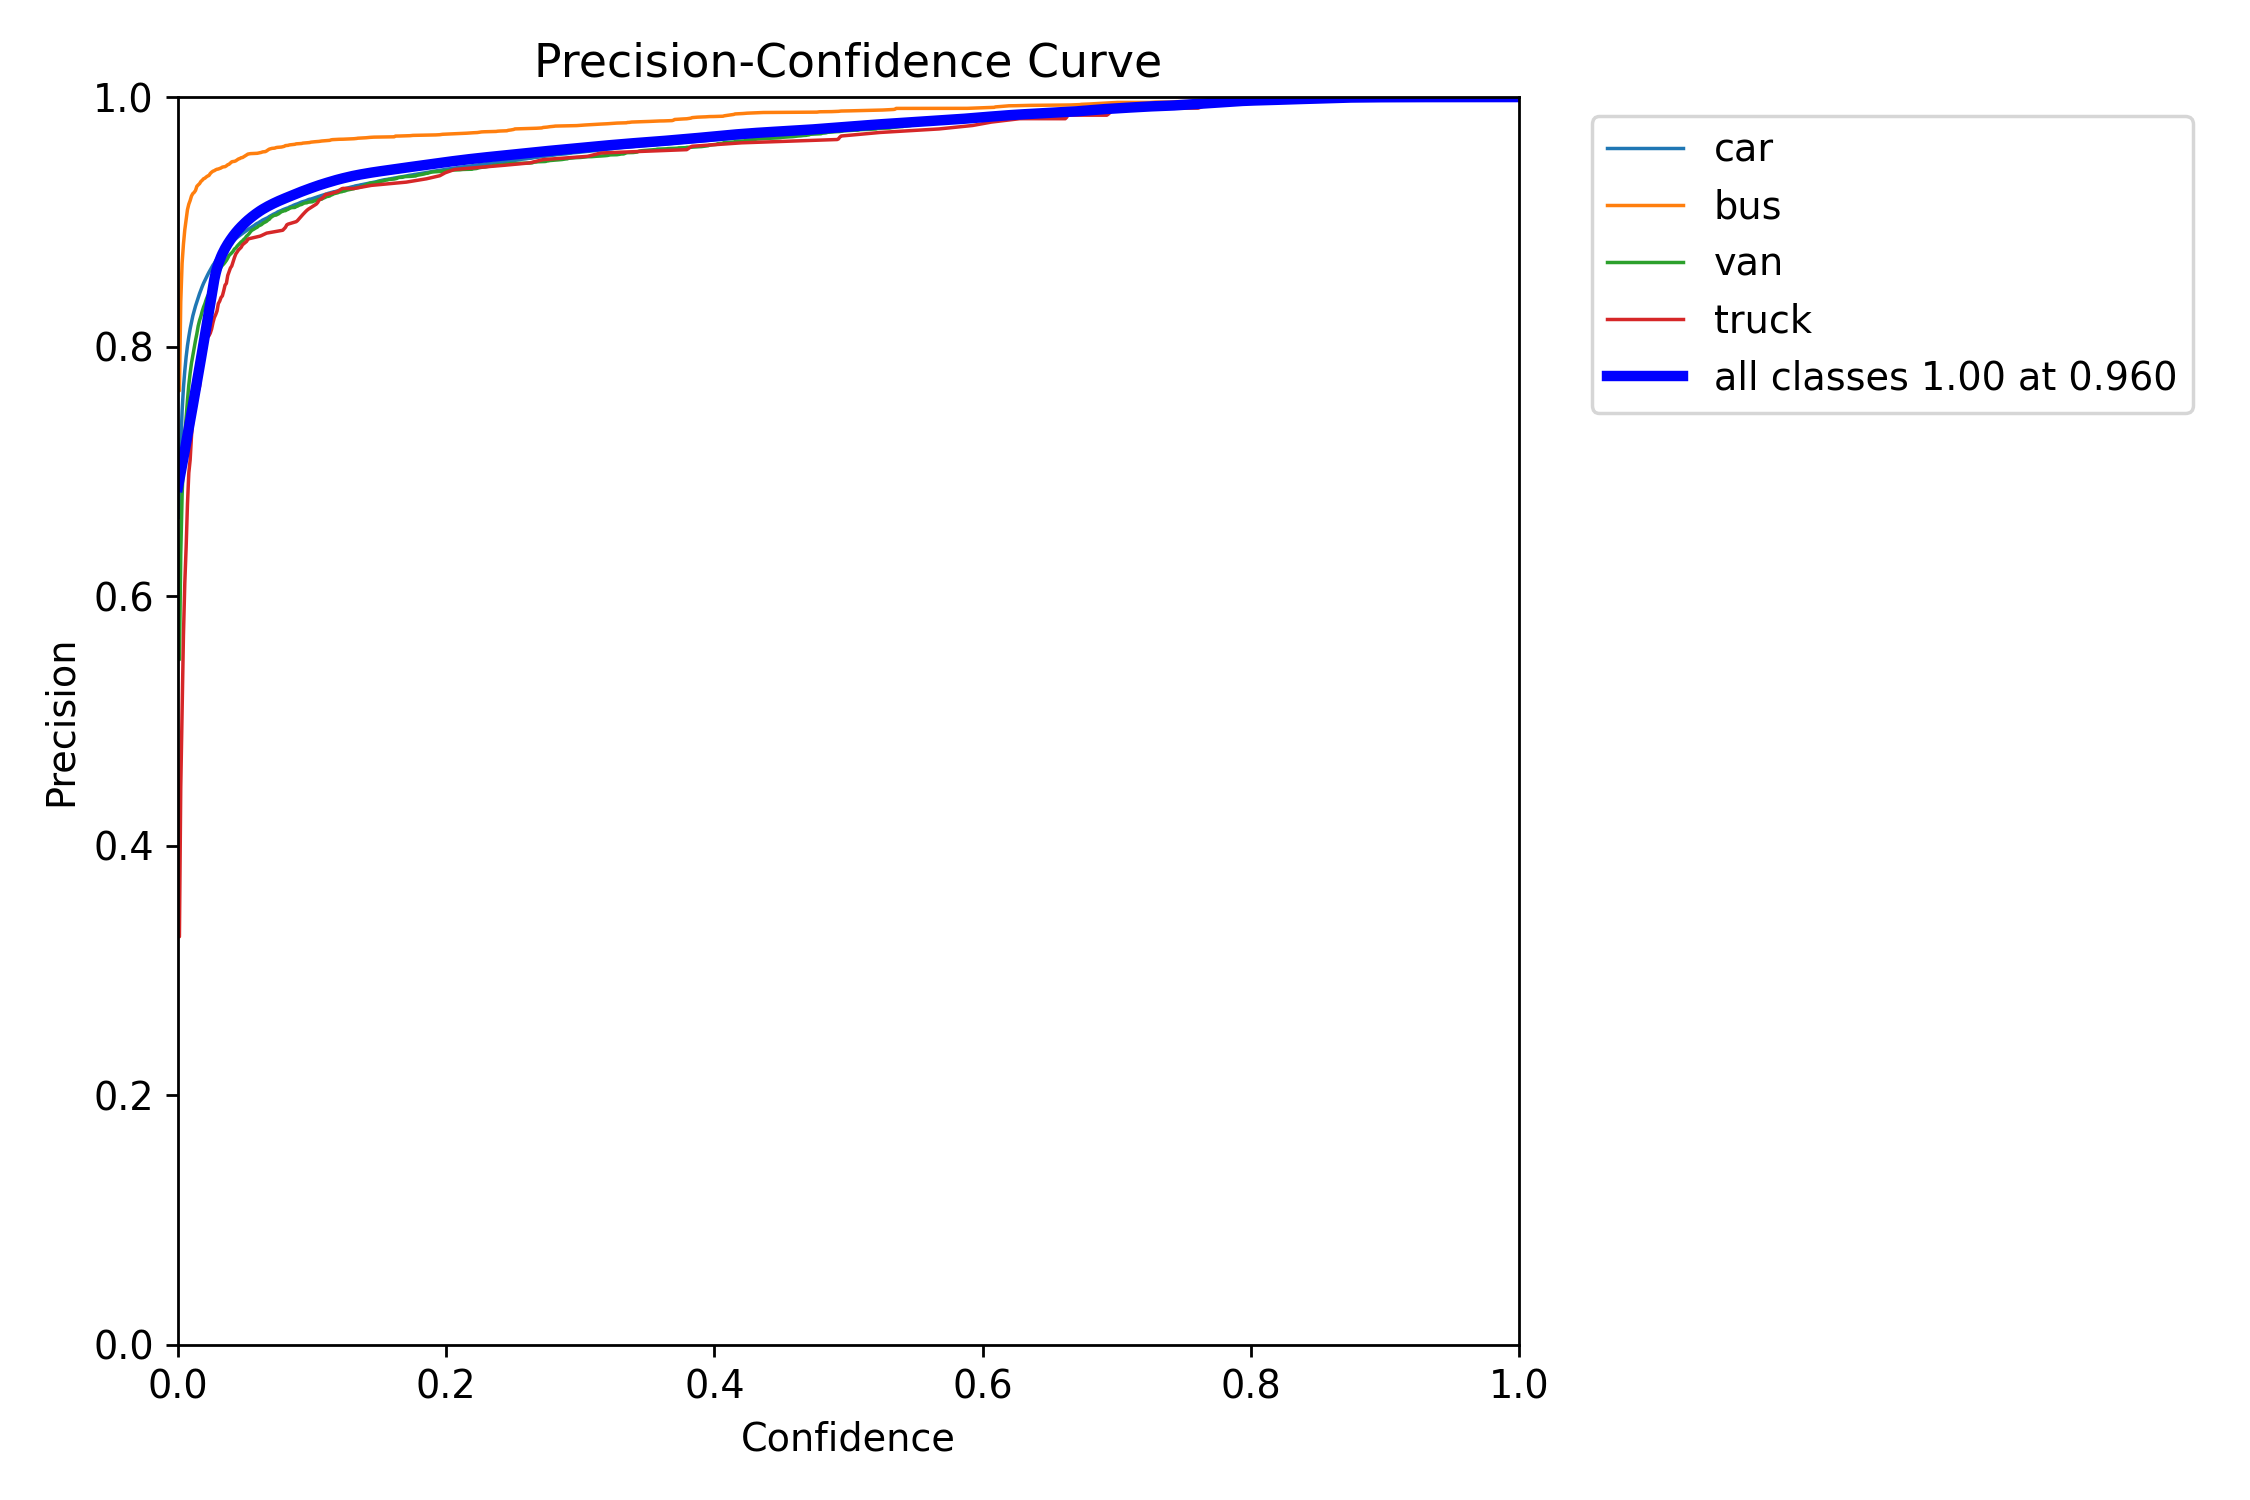 Precision-Confidence Curve
1.0
0.8
0.6
0.4
0.2
0.0
Precision
0.0 0.2 0.4 0.6 0.8 1.0
Confidence
car
bus
van
truck
all classes 1.00 at 0.960